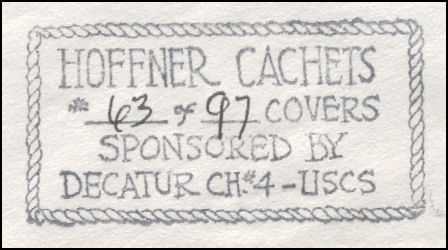 HOFFNER CACHETS
# 63 of 97 COVERS
SPONSORED BY
DECATUR CH.#4-USCS